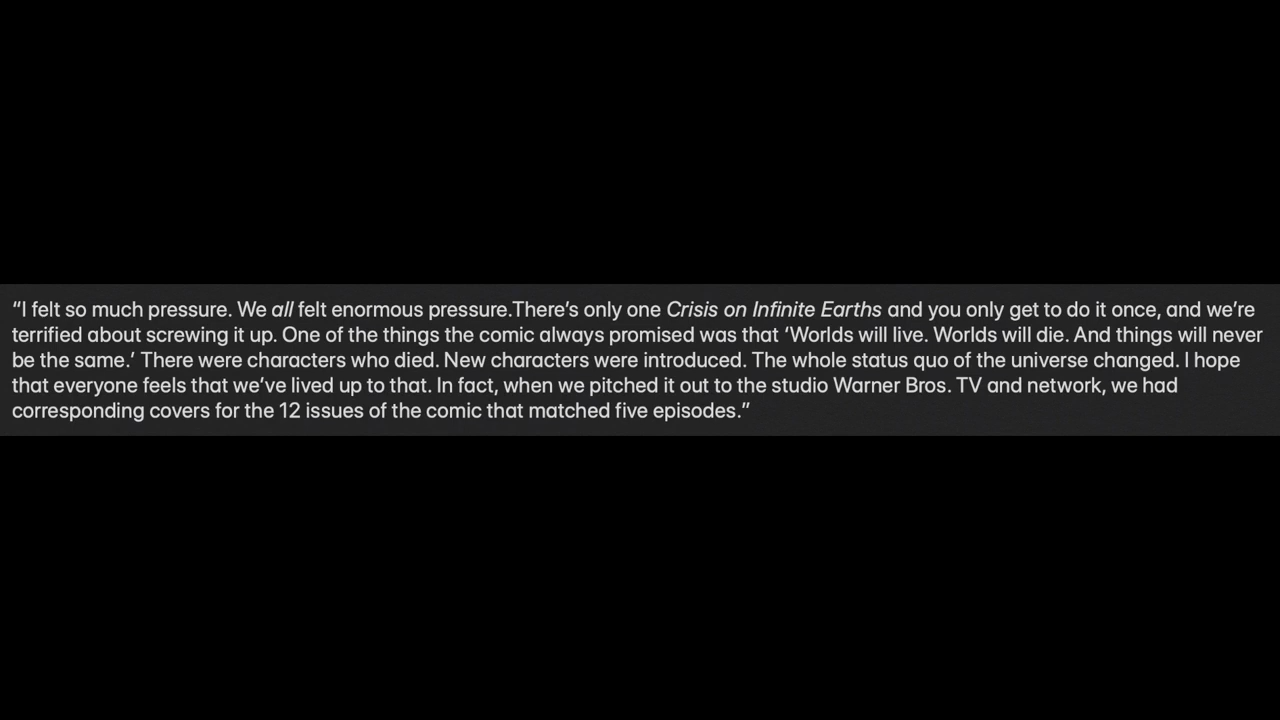 “I felt so much pressure. We all felt enormous pressure.There’s only one Crisis on Infinite Earths and you only get to do it once, and we’re
terrified about screwing it up. One of the things the comic always promised was that ‘Worlds will live. Worlds will die. And things will never
be the same.’ There were characters who died. New characters were introduced. The whole status quo of the universe changed. I hope
that everyone feels that we’ve lived up to that. In fact, when we pitched it out to the studio Warner Bros. TV and network, we had
corresponding covers for the 12 issues of the comic that matched five episodes.”